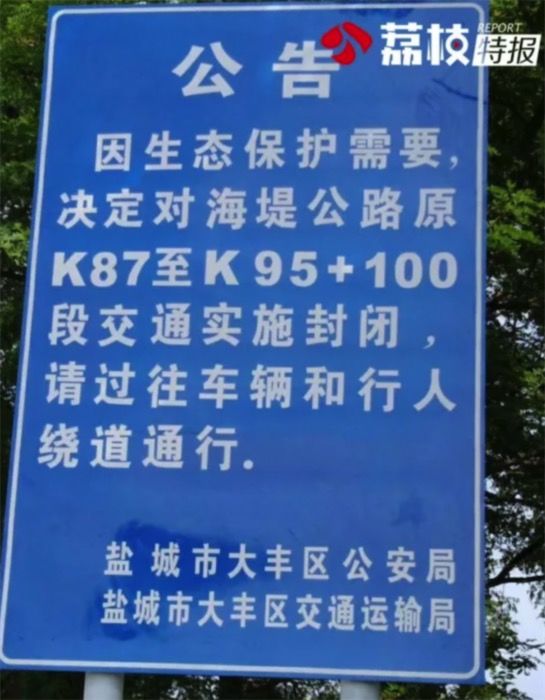 REPORT
荔枝特报
公告
因生态保护需要,
决定对海堤公路原
K87至K95+100
段交通实施封闭,
请过往车辆和行人
绕道通行.
盐城市大丰区公安局
盐城市大丰区交通运输局